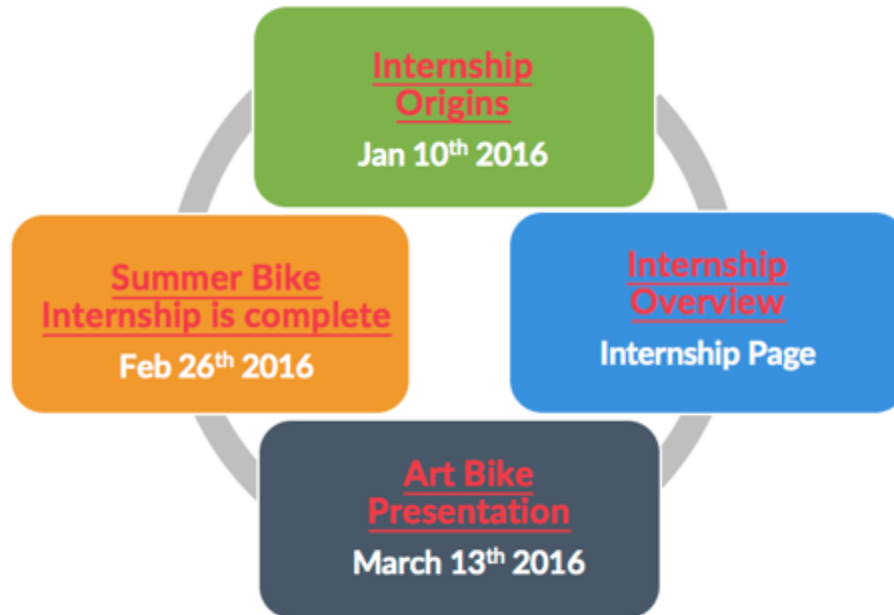 Internship
Origins
Jan 10th 2016
Summer Bike
Internship is complete
Feb 26th 2016
Internship
Overview
Internship Page
Art Bike
Presentation
March 13th 2016